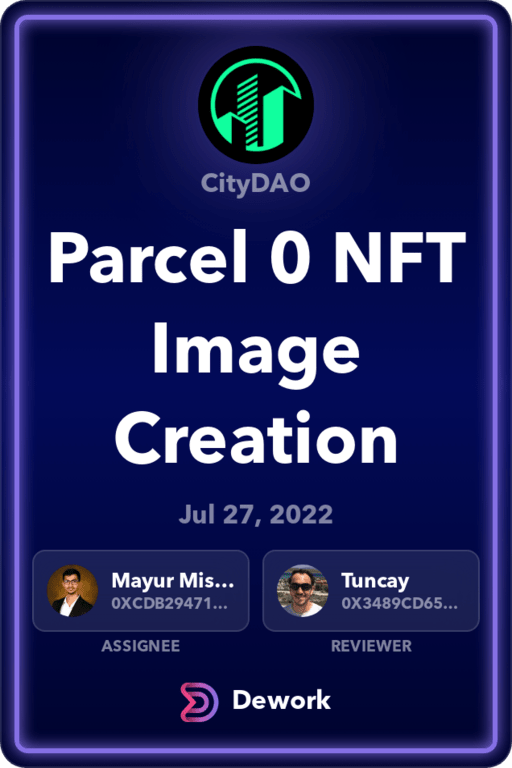 CityDAO
Parcel 0 NFT
Image
Creation
Jul 27, 2022
Mayur Mis...
0XCDB29471...
ASSIGNEE
Tuncay
0X3489CD65...
REVIEWER
Dework